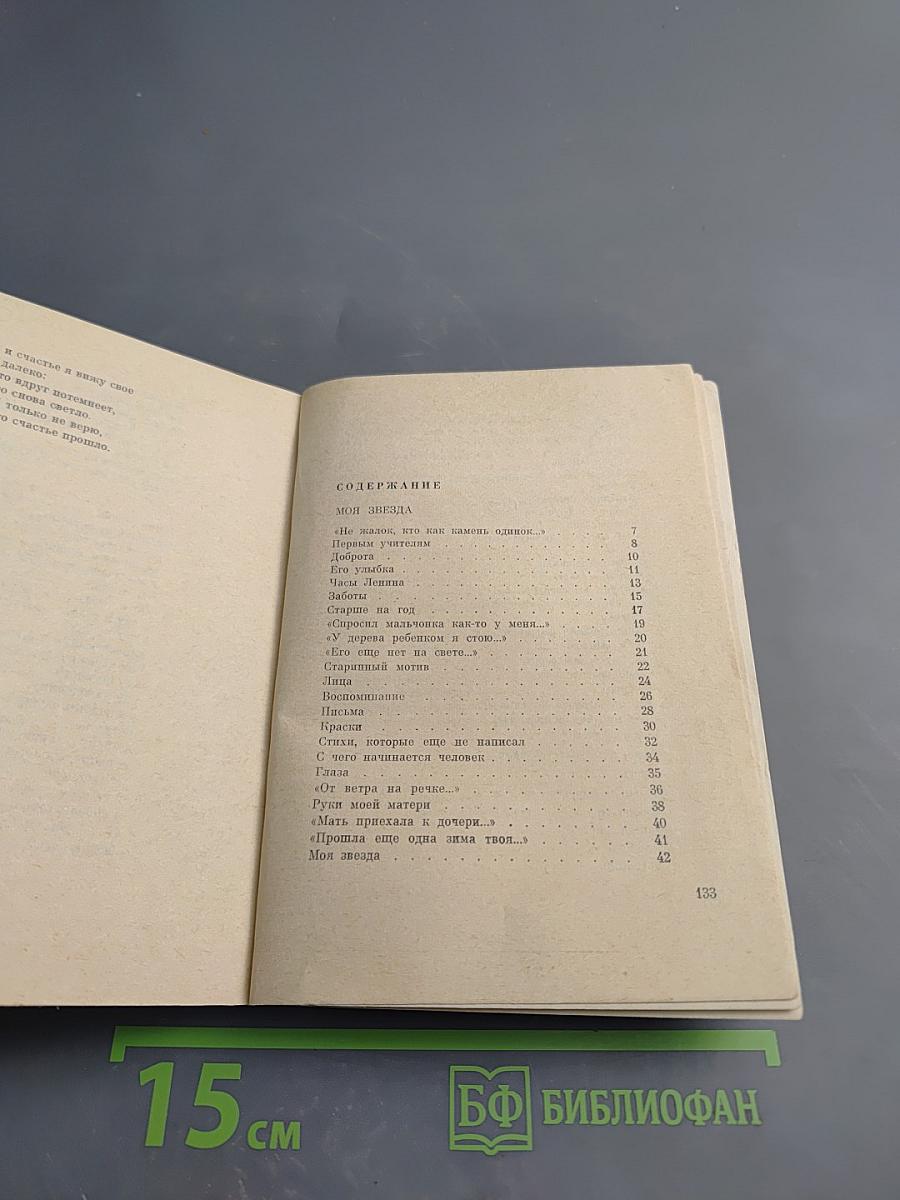 и счастье я вижу свое
далеко:
вдруг потемнеет,
снова светло.
только не верю,
счастье прошло.
СОДЕРЖАНИЕ
МОЯ ЗВЕЗДА
«Не жалок, кто как камень одинок...» . . . . 7
Первым учителям . . . . . . . . . . 8
Доброта . . . . . . . . . . . . . 10
Его улыбка . . . . . . . . . . . . 11
Часы Ленина . . . . . . . . . . . 13
Заботы . . . . . . . . . . . . . 15
Старше на год . . . . . . . . . . . 17
«Спросил мальчонка как-то у меня...» . . . . 19
«У дерева ребенком я стою...» . . . . . . . 20
«Его еще нет на свете...» . . . . . . . . 21
Старинный мотив . . . . . . . . . . 22
Лица . . . . . . . . . . . . . . 24
Воспоминание . . . . . . . . . . . 26
Письма . . . . . . . . . . . . . 28
Краски . . . . . . . . . . . . . 30
Стихи, которые еще не написал . . . . . . 32
С чего начинается человек . . . . . . . . 34
Глаза . . . . . . . . . . . . . . 35
«От ветра на речке...» . . . . . . . . . 36
Руки моей матери . . . . . . . . . . 38
«Мать приехала к дочери...» . . . . . . . 40
«Прошла еще одна зима твоя...» . . . . . . 41
Моя звезда . . . . . . . . . . . . 42
133
15 см
БФ БИБЛИОФАН